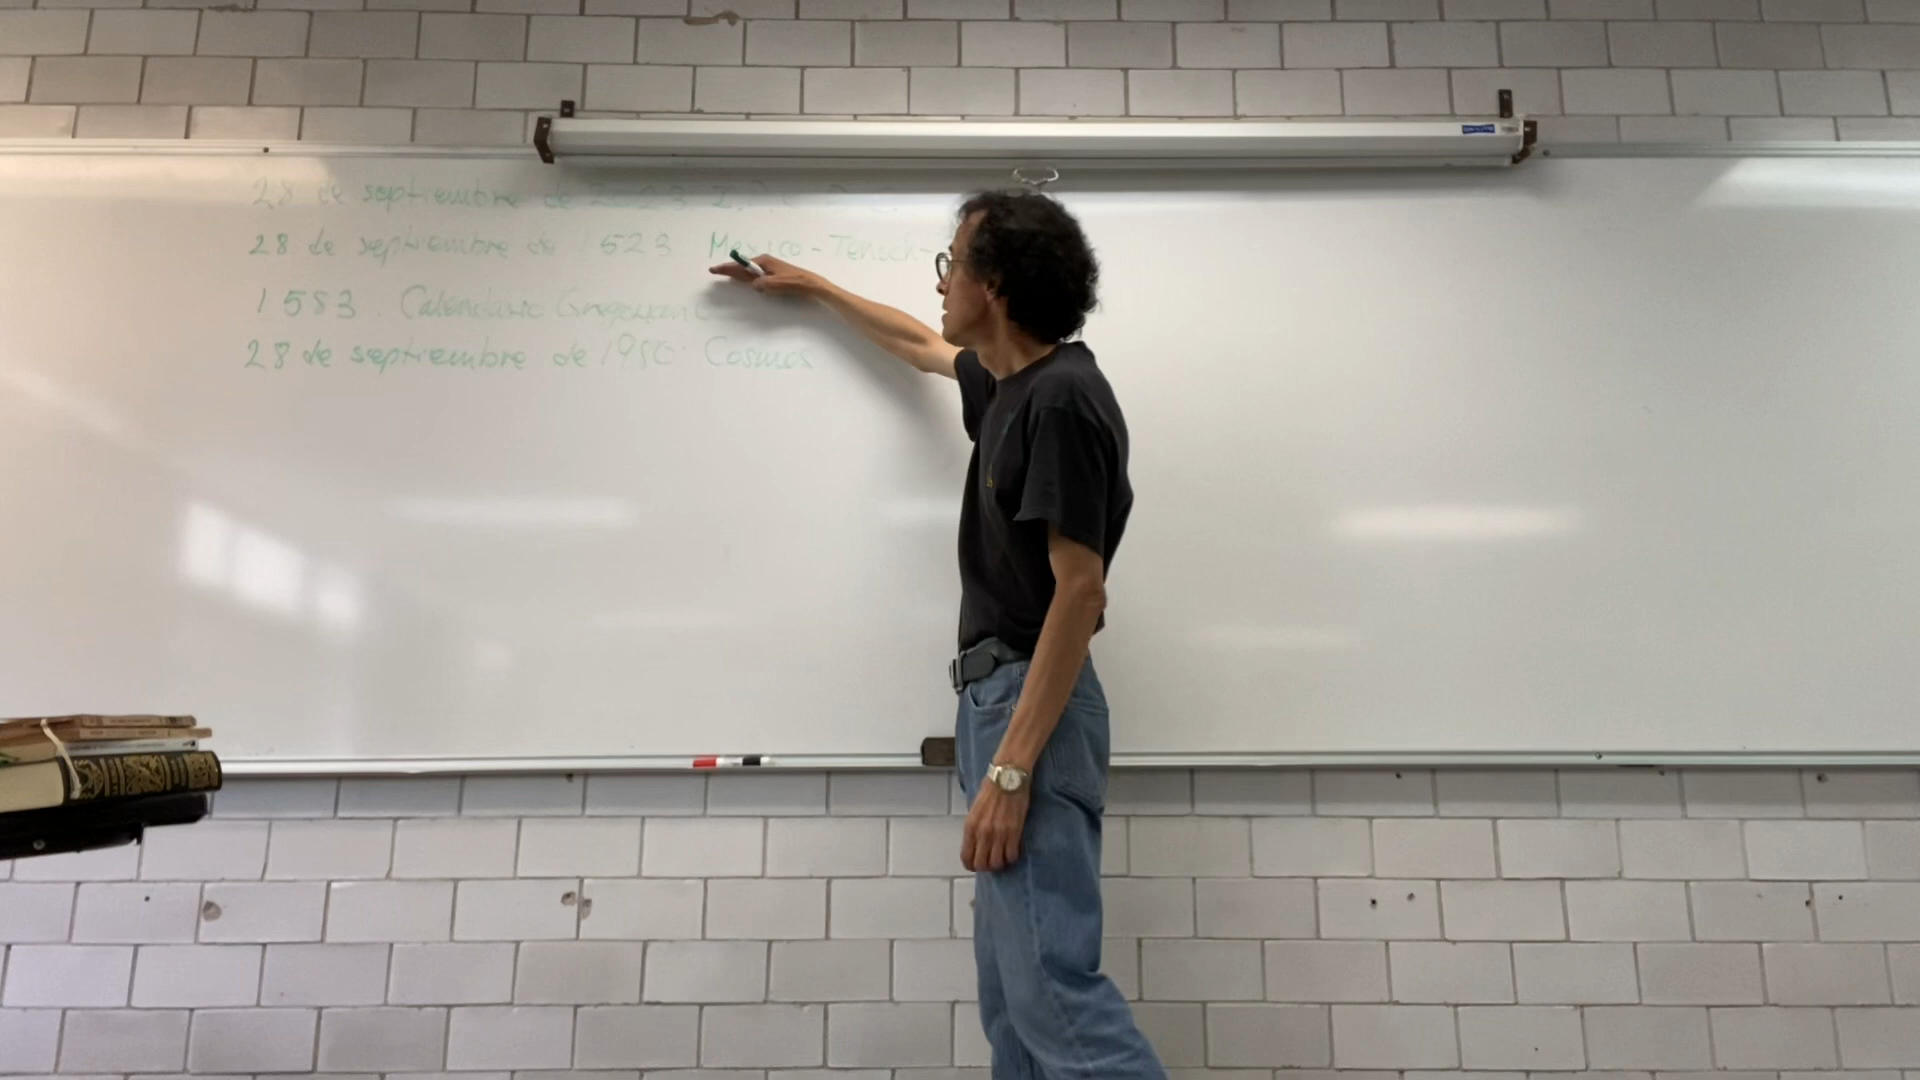 28 de septiembre de 2023
28 de septiembre de 1523 Mexico-Tenoch
1583. Calendario Gregoriano
28 de septiembre de 1980 Cosmos